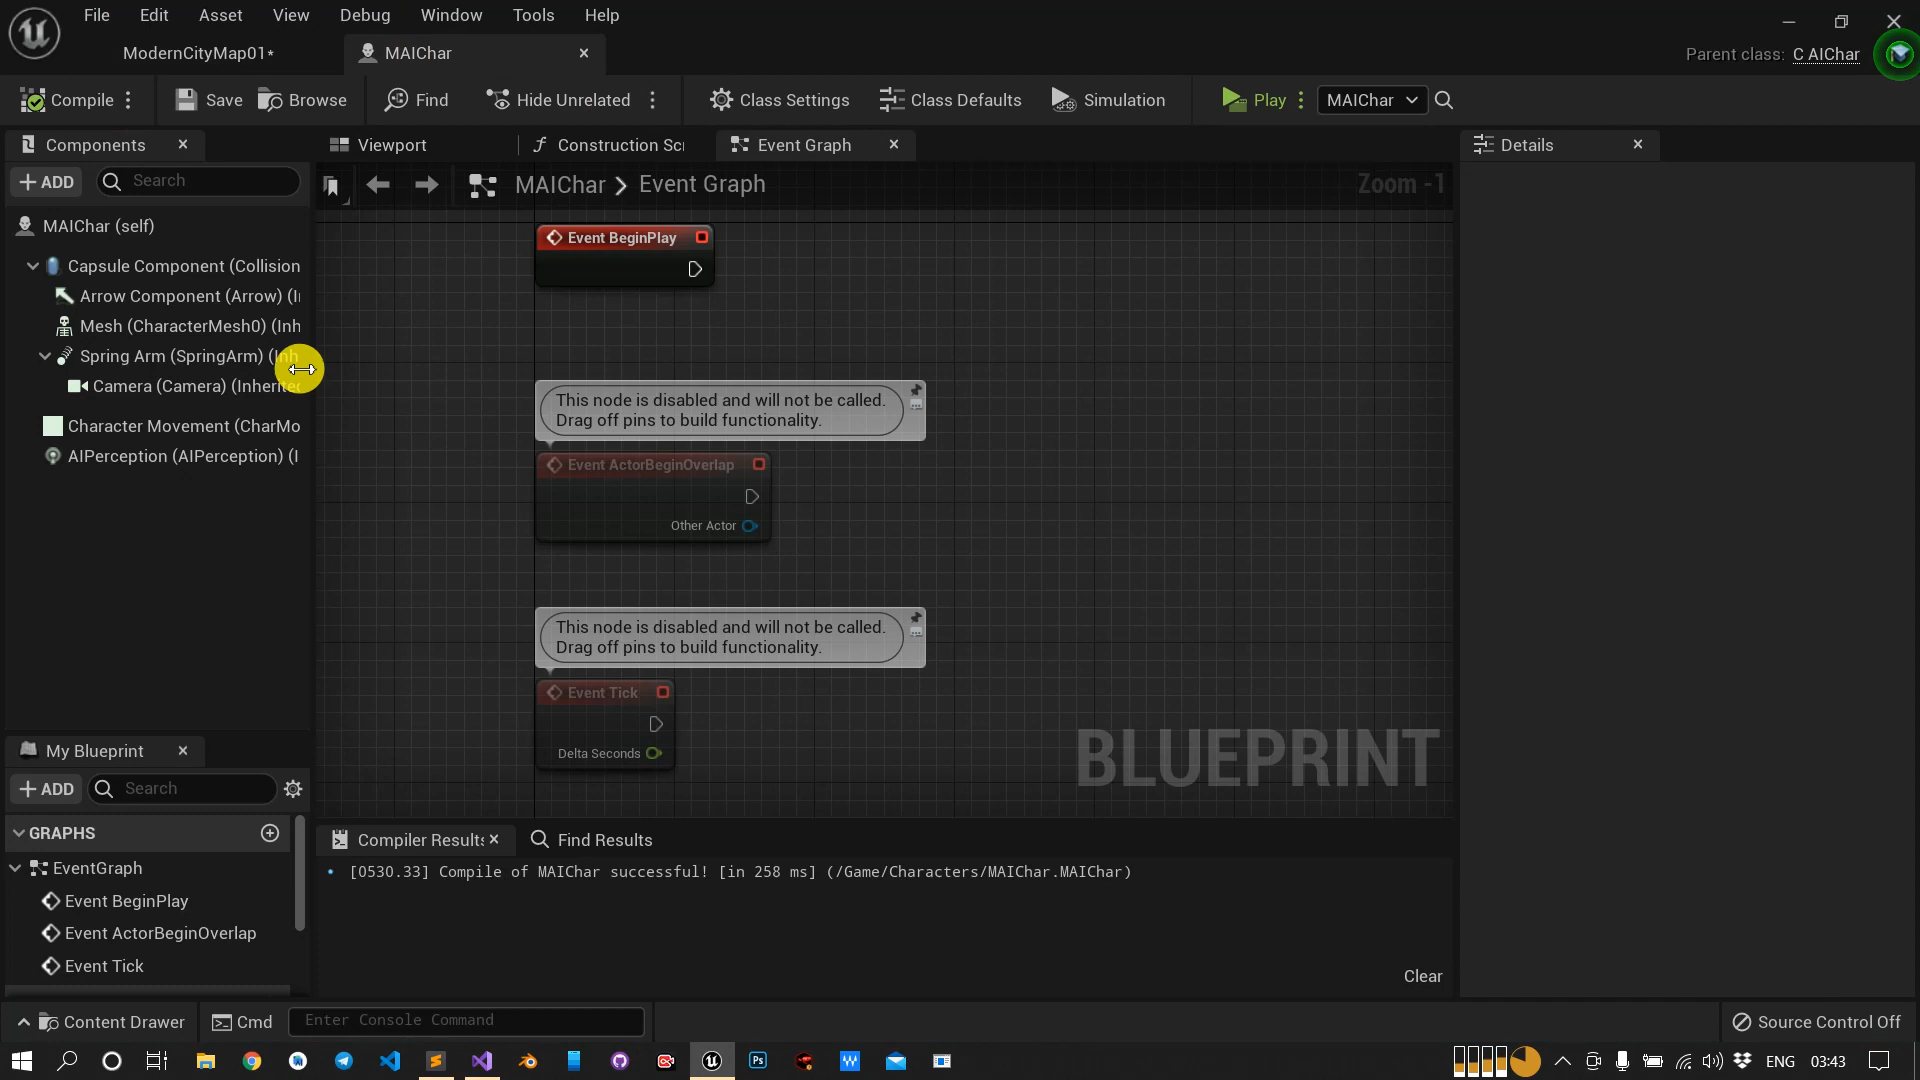 File Edit Asset View Debug Window Tools Help
ModernCityMap01*
MAIChar
Parent class: C AIChar
Compile
Save
Browse
Find
Hide Unrelated
Class Settings
Class Defaults
Simulation
Play
MAIChar
Components
Viewport
Construction Scr
Event Graph
Details
ADD
Search
MAIChar > Event Graph
Zoom -1
MAIChar (self)
Capsule Component (Collision
Arrow Component (Arrow) (I
Mesh (CharacterMesh0) (Inh
Spring Arm (SpringArm) (Inh
Camera (Camera) (Inherite
Character Movement (CharMo
AIPerception (AIPerception) (I
Event BeginPlay
This node is disabled and will not be called.
Drag off pins to build functionality.
Event ActorBeginOverlap
Other Actor
This node is disabled and will not be called.
Drag off pins to build functionality.
Event Tick
Delta Seconds
BLUEPRINT
My Blueprint
ADD
Search
GRAPHS
EventGraph
Event BeginPlay
Event ActorBeginOverlap
Event Tick
Compiler Results
Find Results
[0530.33] Compile of MAIChar successful! [in 258 ms] (/Game/Characters/MAIChar.MAIChar)
Clear
Content Drawer
Cmd
Enter Console Command
Source Control Off
Ps
ENG
03:43